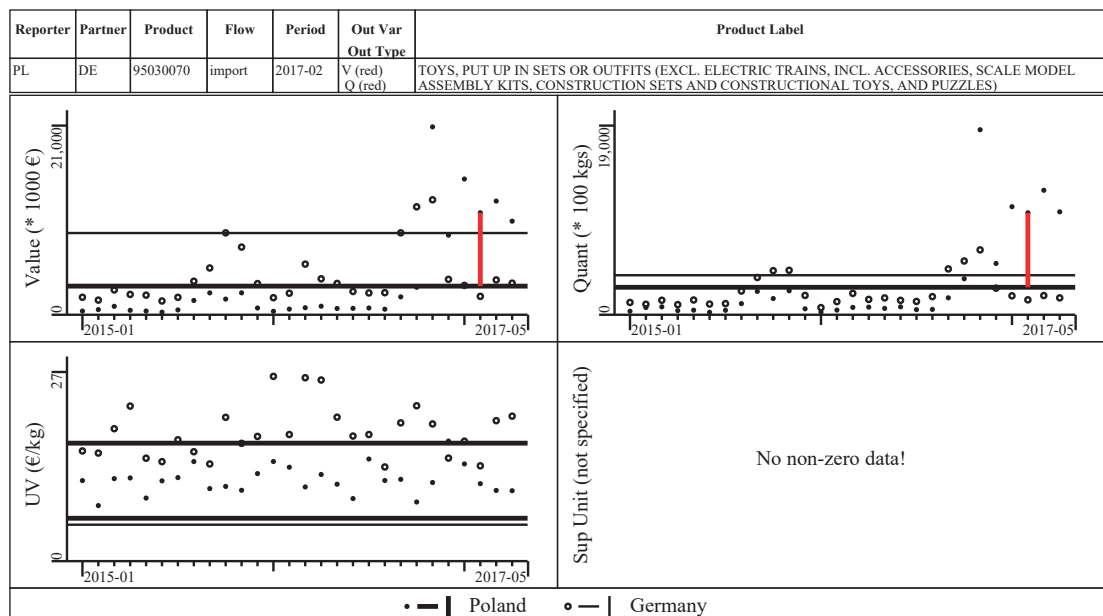 Reporter Partner Product Flow Period Out Var Product Label
Out Type
PL DE 95030070 import 2017-02 V (red) TOYS, PUT UP IN SETS OR OUTFITS (EXCL. ELECTRIC TRAINS, INCL. ACCESSORIES, SCALE MODEL
Q (red) ASSEMBLY KITS, CONSTRUCTION SETS AND CONSTRUCTIONAL TOYS, AND PUZZLES)
Value (* 1000 €)
21,000
0
2015-01 2017-05
Quant (* 100 kgs)
19,000
0
2015-01 2017-05
UV (€/kg)
27
0
2015-01 2017-05
Sup Unit (not specified)
No non-zero data!
Poland Germany